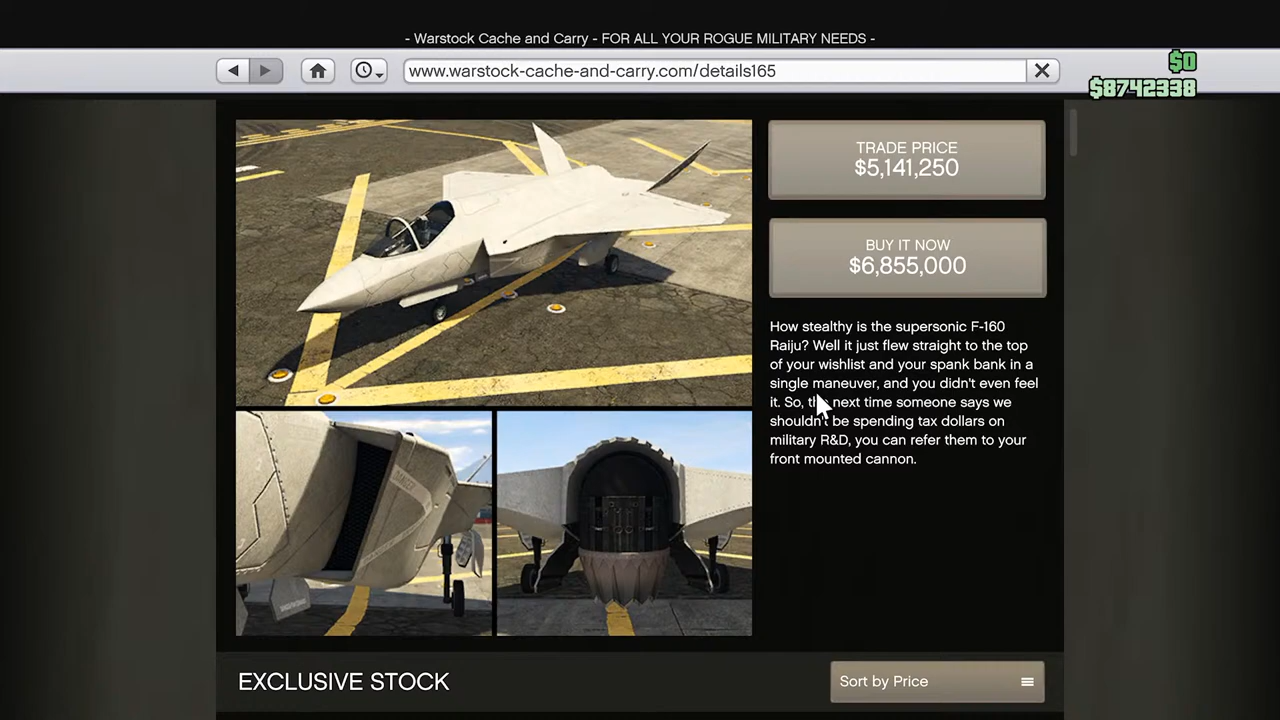 - Warstock Cache and Carry - FOR ALL YOUR ROGUE MILITARY NEEDS -
www.warstock-cache-and-carry.com/details165
$0
$8742338
TRADE PRICE
$5,141,250
BUY IT NOW
$6,855,000
How stealthy is the supersonic F-160
Raiju? Well it just flew straight to the top
of your wishlist and your spank bank in a
single maneuver, and you didn't even feel
it. So, the next time someone says we
shouldn't be spending tax dollars on
military R&D, you can refer them to your
front mounted cannon.
EXCLUSIVE STOCK
Sort by Price